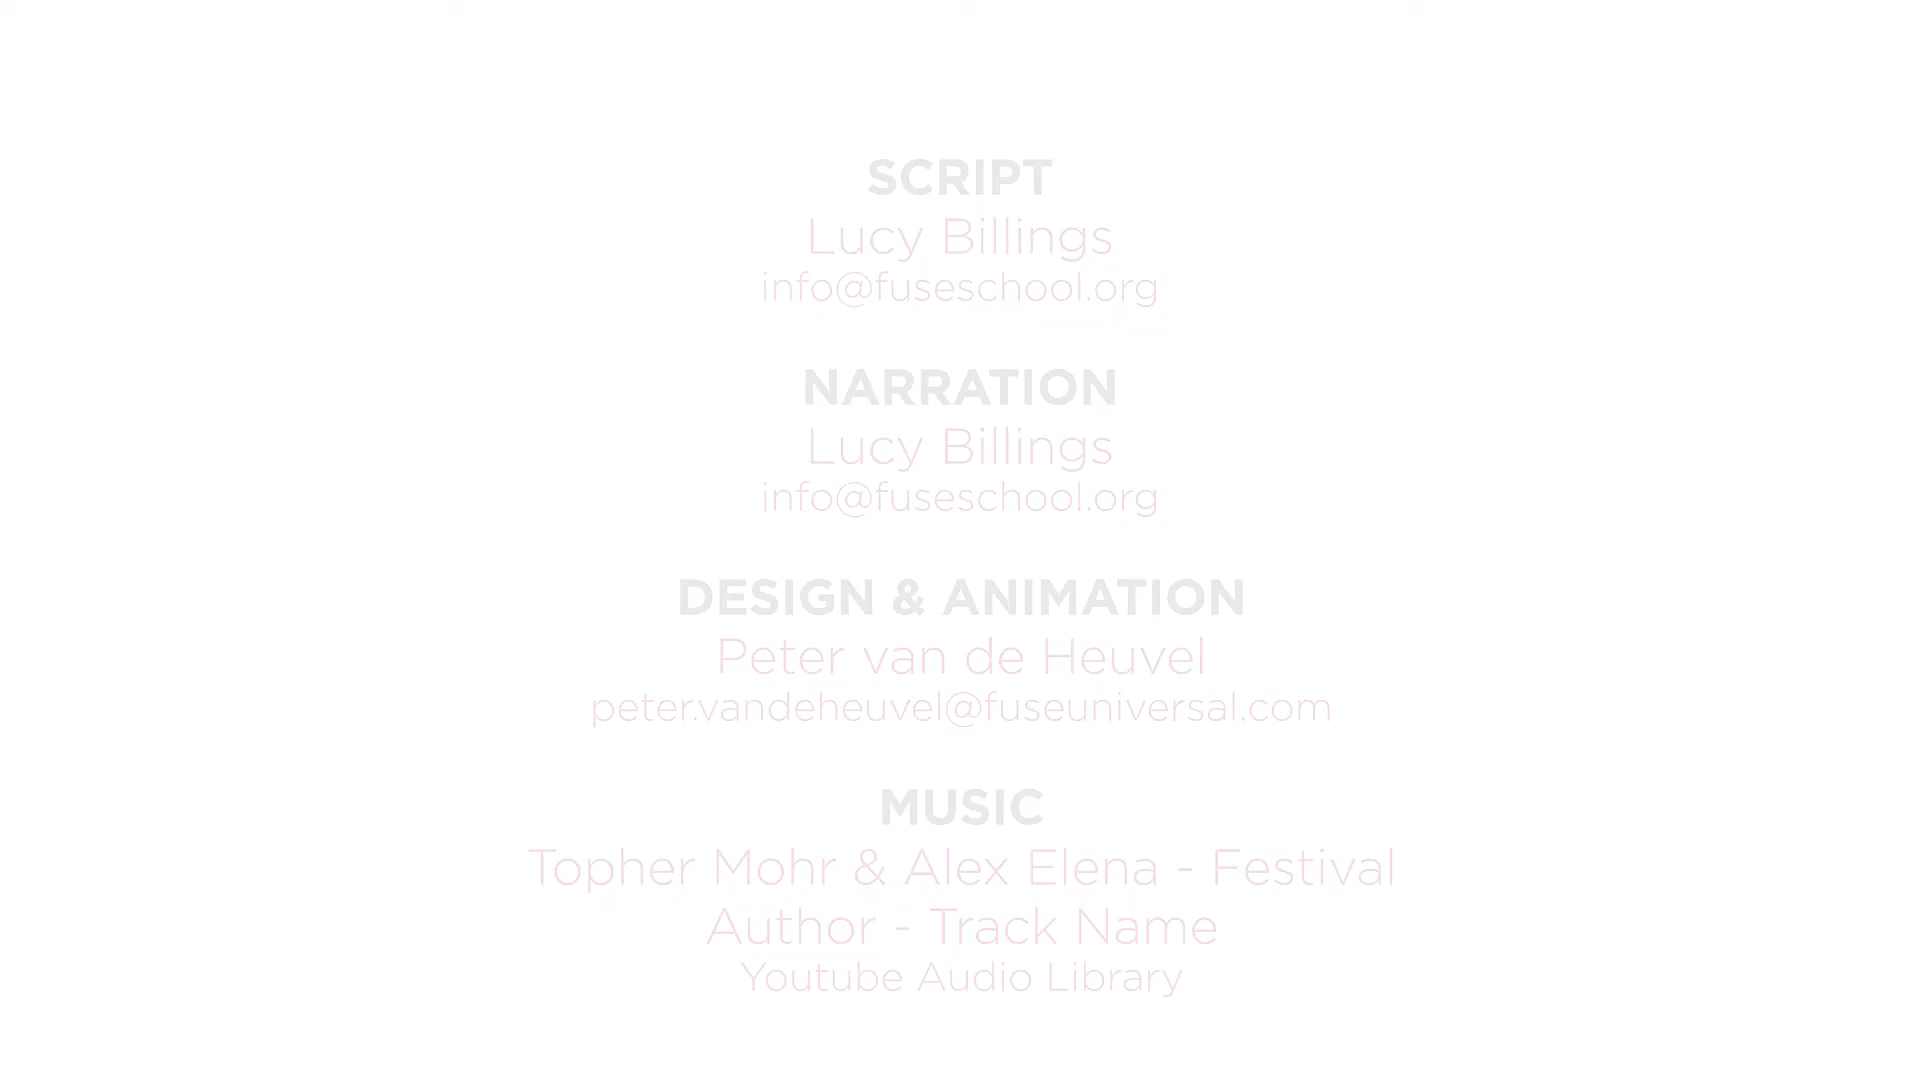 SCRIPT
Lucy Billings
info@fuseschool.org
NARRATION
Lucy Billings
info@fuseschool.org
DESIGN & ANIMATION
Peter van de Heuvel
peter.vandeheuvel@fuseuniversal.com
MUSIC
Topher Mohr & Alex Elena - Festival
Author - Track Name
Youtube Audio Library